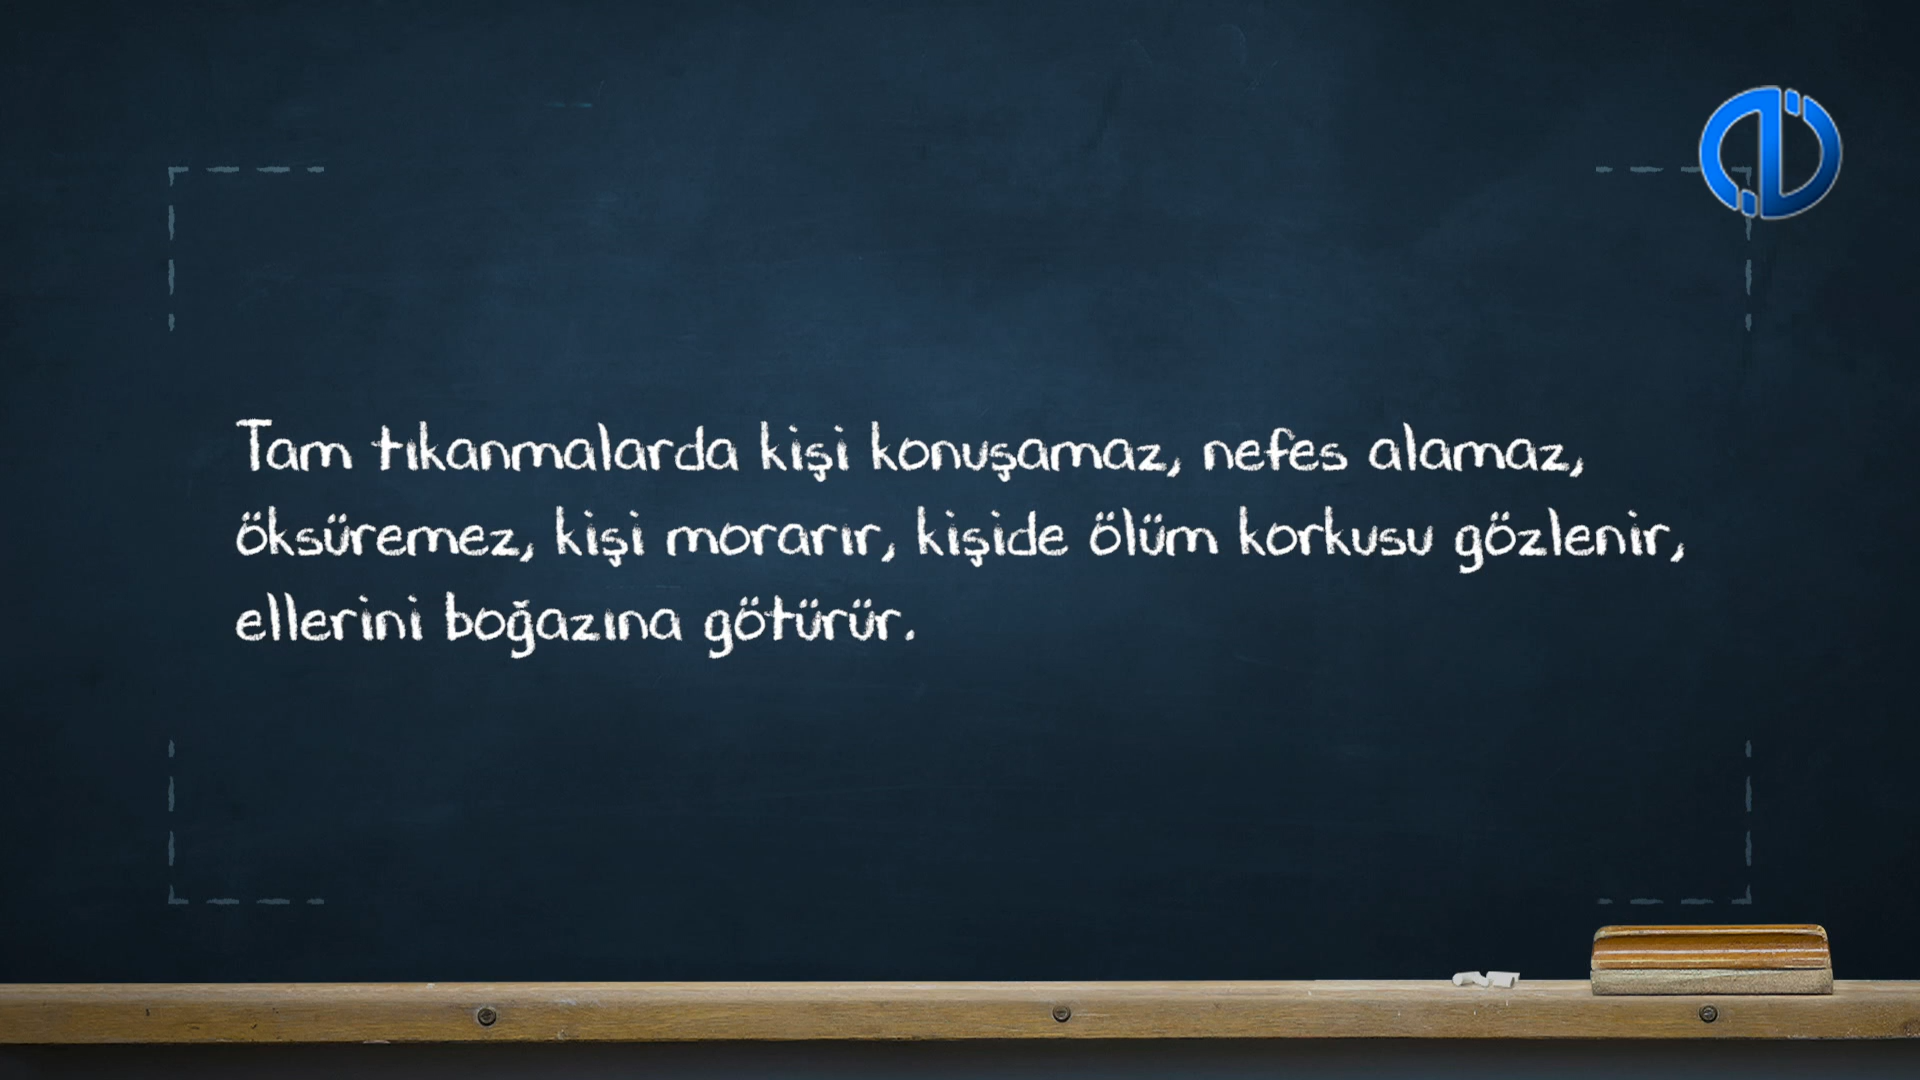 Tam tıkanmalarda kişi konuşamaz, nefes alamaz,
öksüremez, kişi morarır, kişide ölüm korkusu gözlenir,
ellerini boğazına götürür.